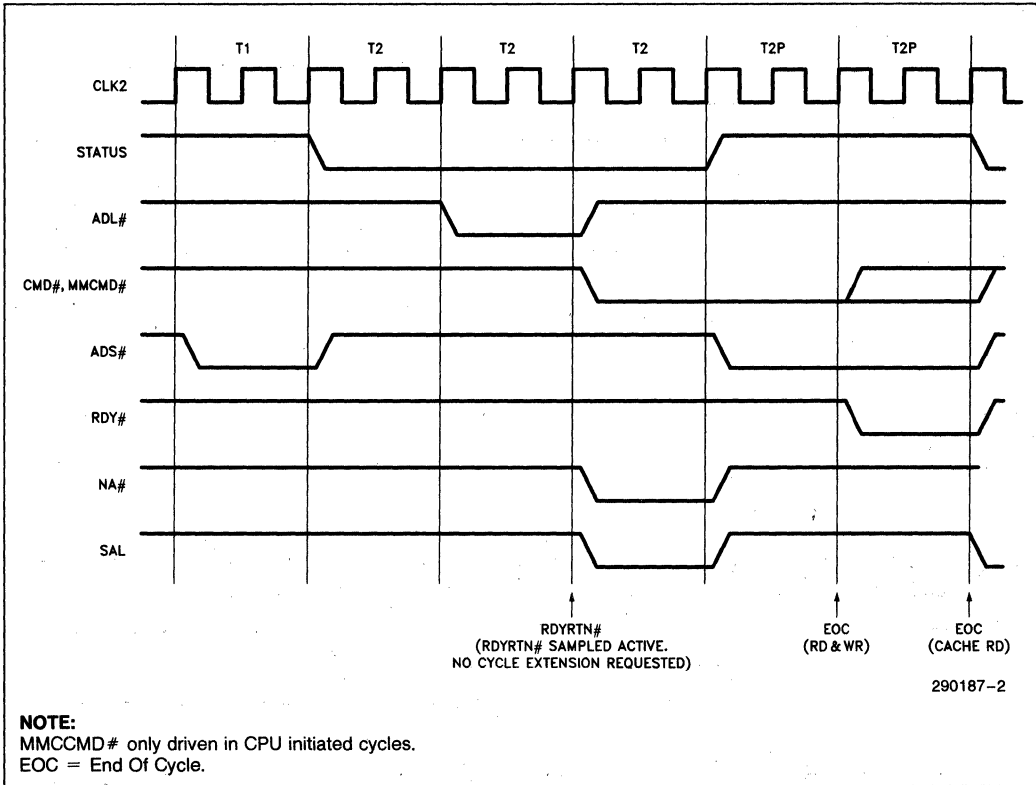 T1 T2 T2 T2 T2P T2P
CLK2
STATUS
ADL#
CMD#, MMCMD#
ADS#
RDY#
NA#
SAL
RDYRTN#
(RDYRTN# SAMPLED ACTIVE.
NO CYCLE EXTENSION REQUESTED)
EOC
(RD & WR)
EOC
(CACHE RD)
290187-2
NOTE:
MMCCMD# only driven in CPU initiated cycles.
EOC = End Of Cycle.